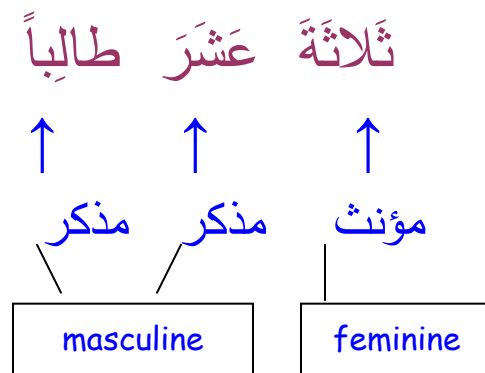 ثَلاثَةَ عَشَرَ طالِباً
مؤنث مذكر مذكر
masculine feminine